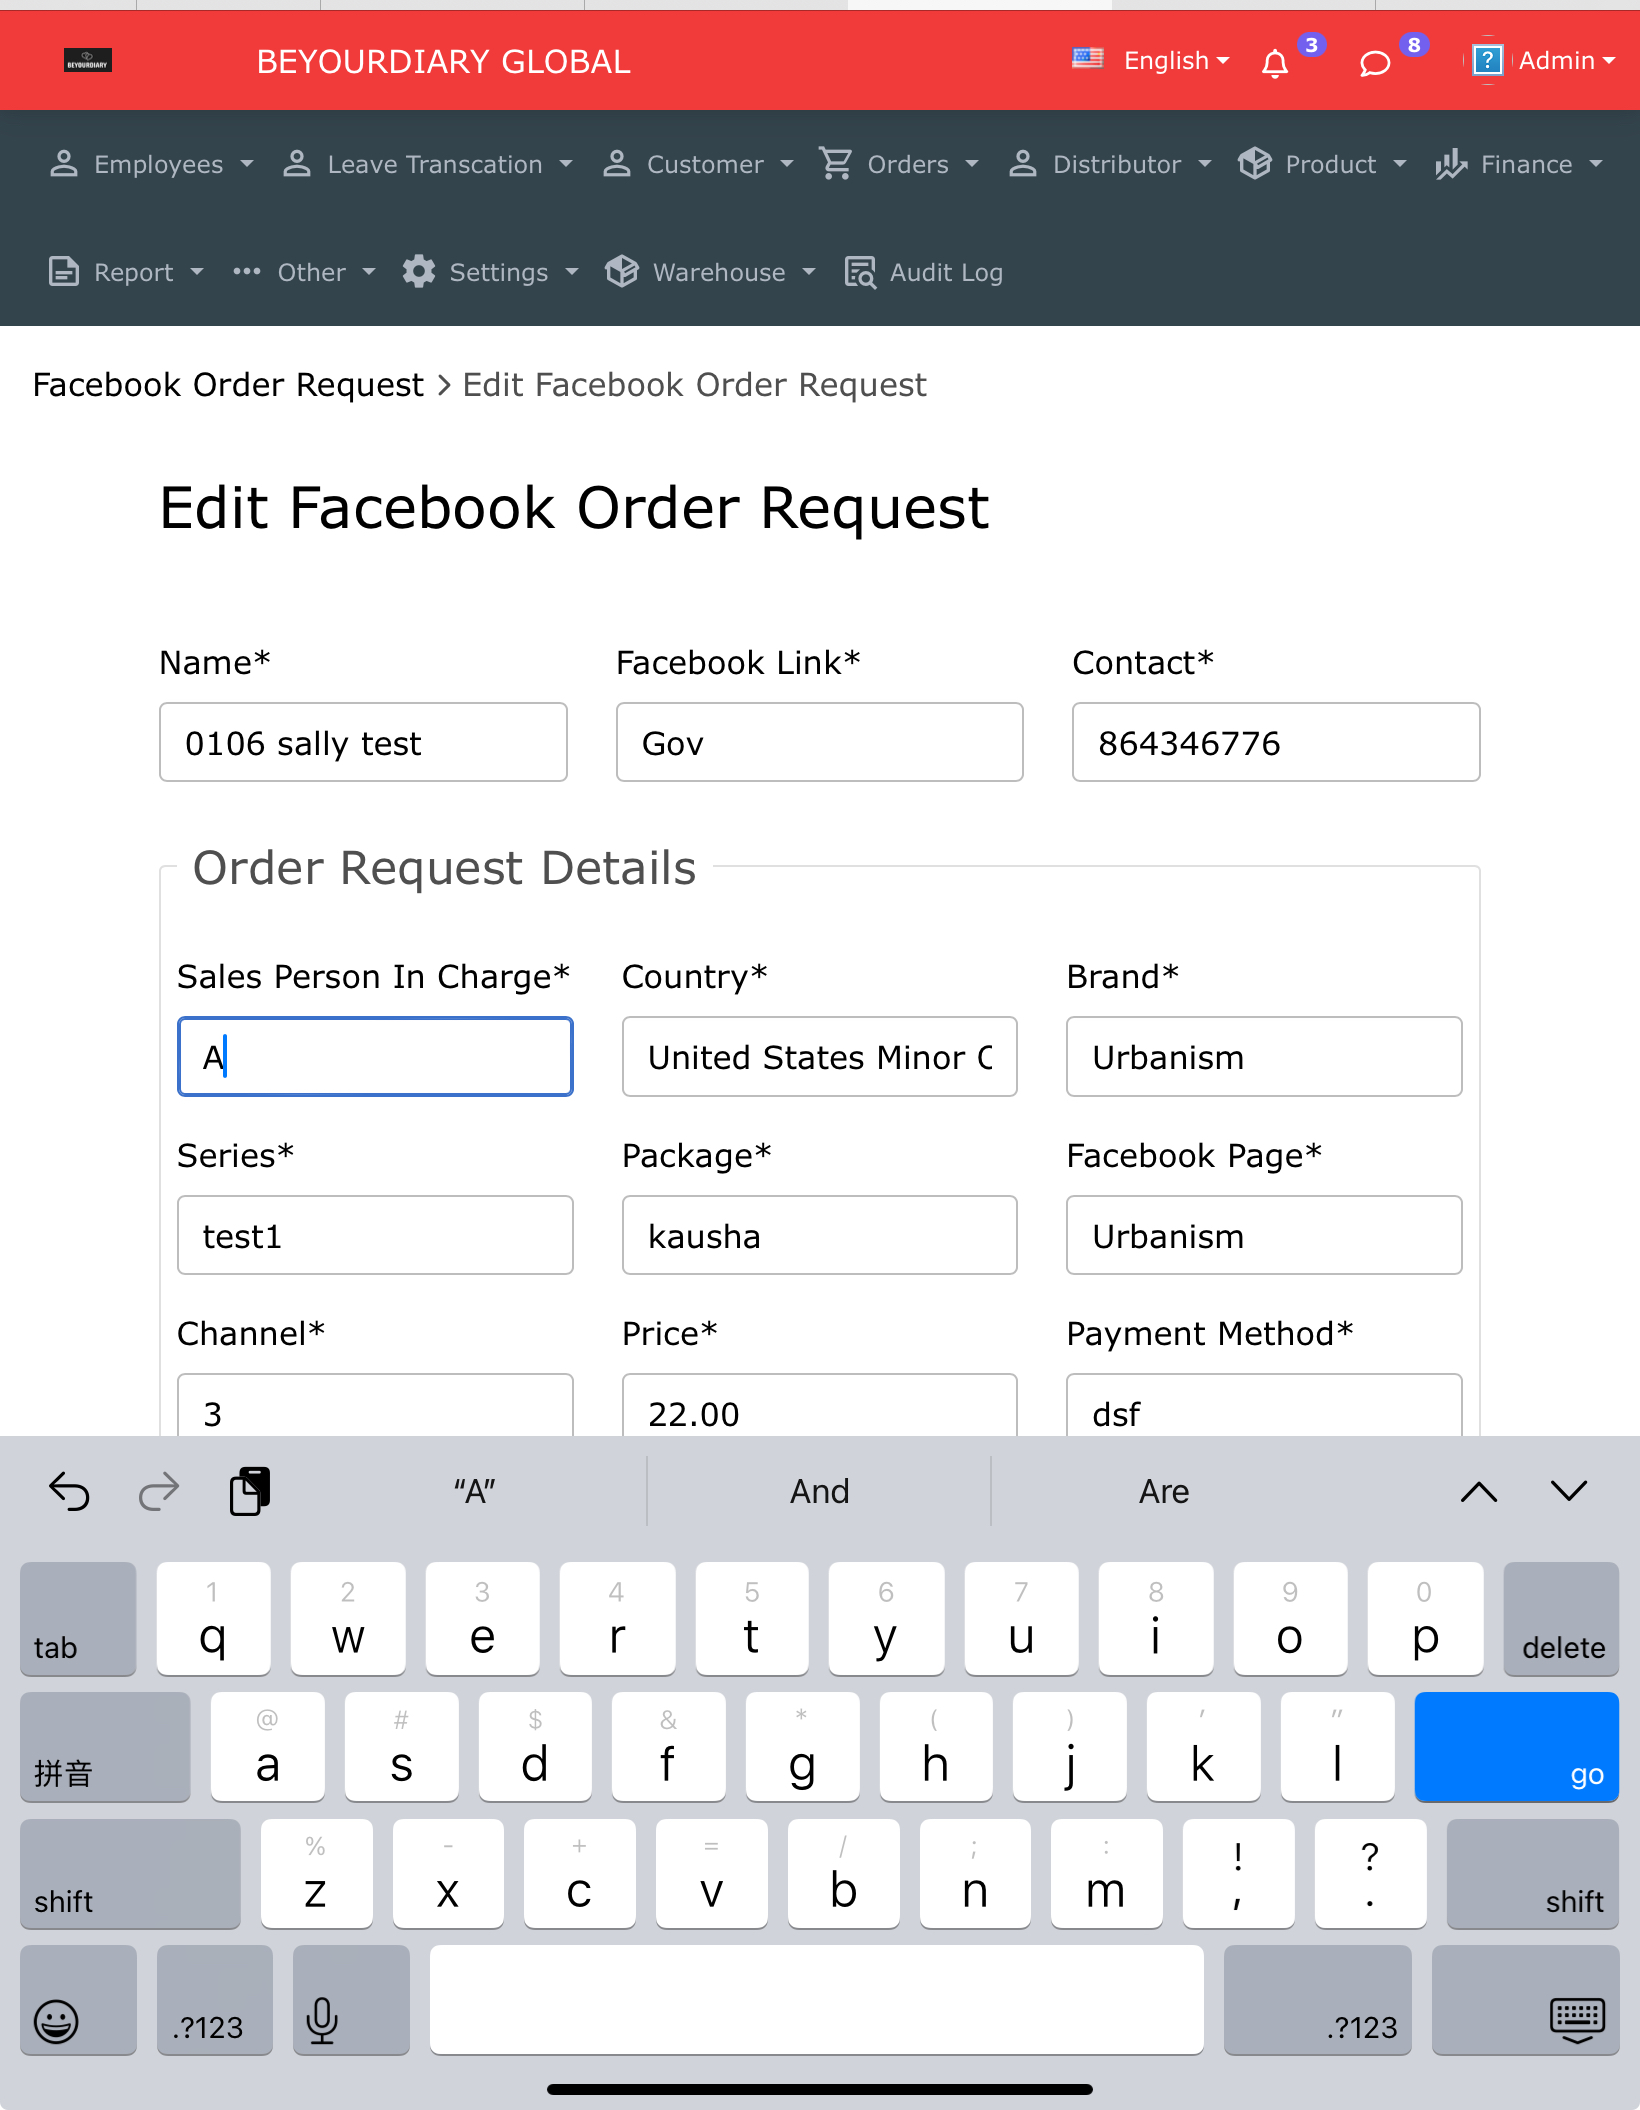 BEYOURDIARY
BEYOURDIARY GLOBAL
English
3
8
?
Admin
Employees
Leave Transcation
Customer
Orders
Distributor
Product
Finance
Report
Other
Settings
Warehouse
Audit Log
Facebook Order Request > Edit Facebook Order Request
Edit Facebook Order Request
Name*
Facebook Link*
Contact*
0106 sally test
Gov
864346776
Order Request Details
Sales Person In Charge*
Country*
Brand*
A
United States Minor O
Urbanism
Series*
Package*
Facebook Page*
test1
kausha
Urbanism
Channel*
Price*
Payment Method*
3
22.00
dsf
“A”
And
Are
tab
1 q
2 w
3 e
4 r
5 t
6 y
7 u
8 i
9 o
0 p
delete
拼音
@ a
# s
$ d
& f
* g
( h
) j
' k
" l
go
shift
% z
- x
+ c
= v
/ b
; n
: m
! ,
? .
shift
.?123
.?123